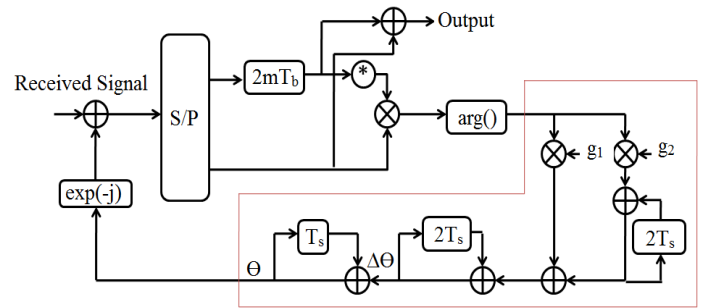 Output
2mT_b
*
Received Signal
S/P
arg()
g_1
g_2
exp(-j)
T_s
2T_s
2T_s
ϴ
Δϴ